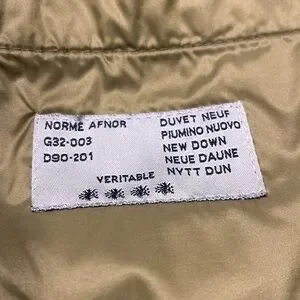 NORME AFNOR
G32-003
D90-201
DUVET NEUF
PIUMINO NUOVO
NEW DOWN
NEUE DAUNE
NYTT DUN
VERITABLE